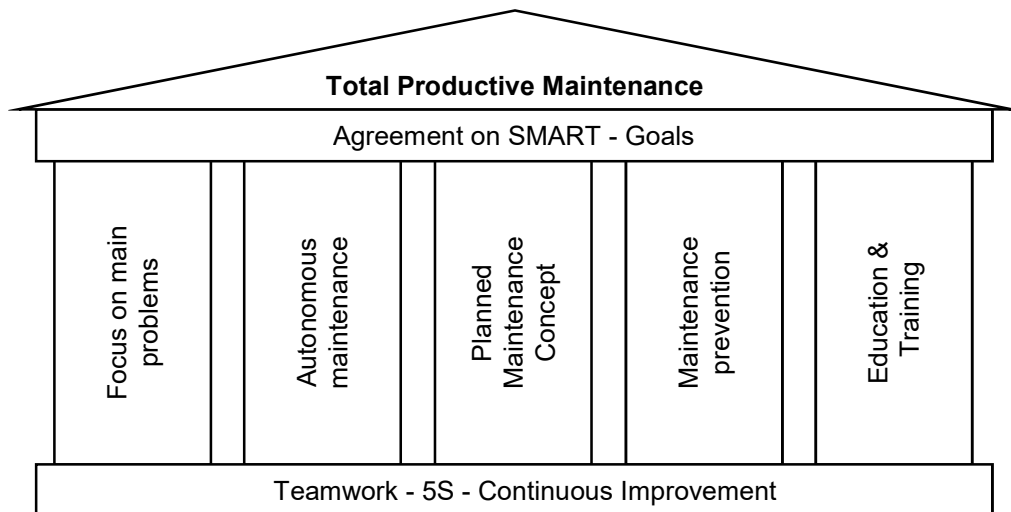 Total Productive Maintenance
Agreement on SMART - Goals
Focus on main
problems
Autonomous
maintenance
Planned
Maintenance
Concept
Maintenance
prevention
Education &
Training
Teamwork - 5S - Continuous Improvement